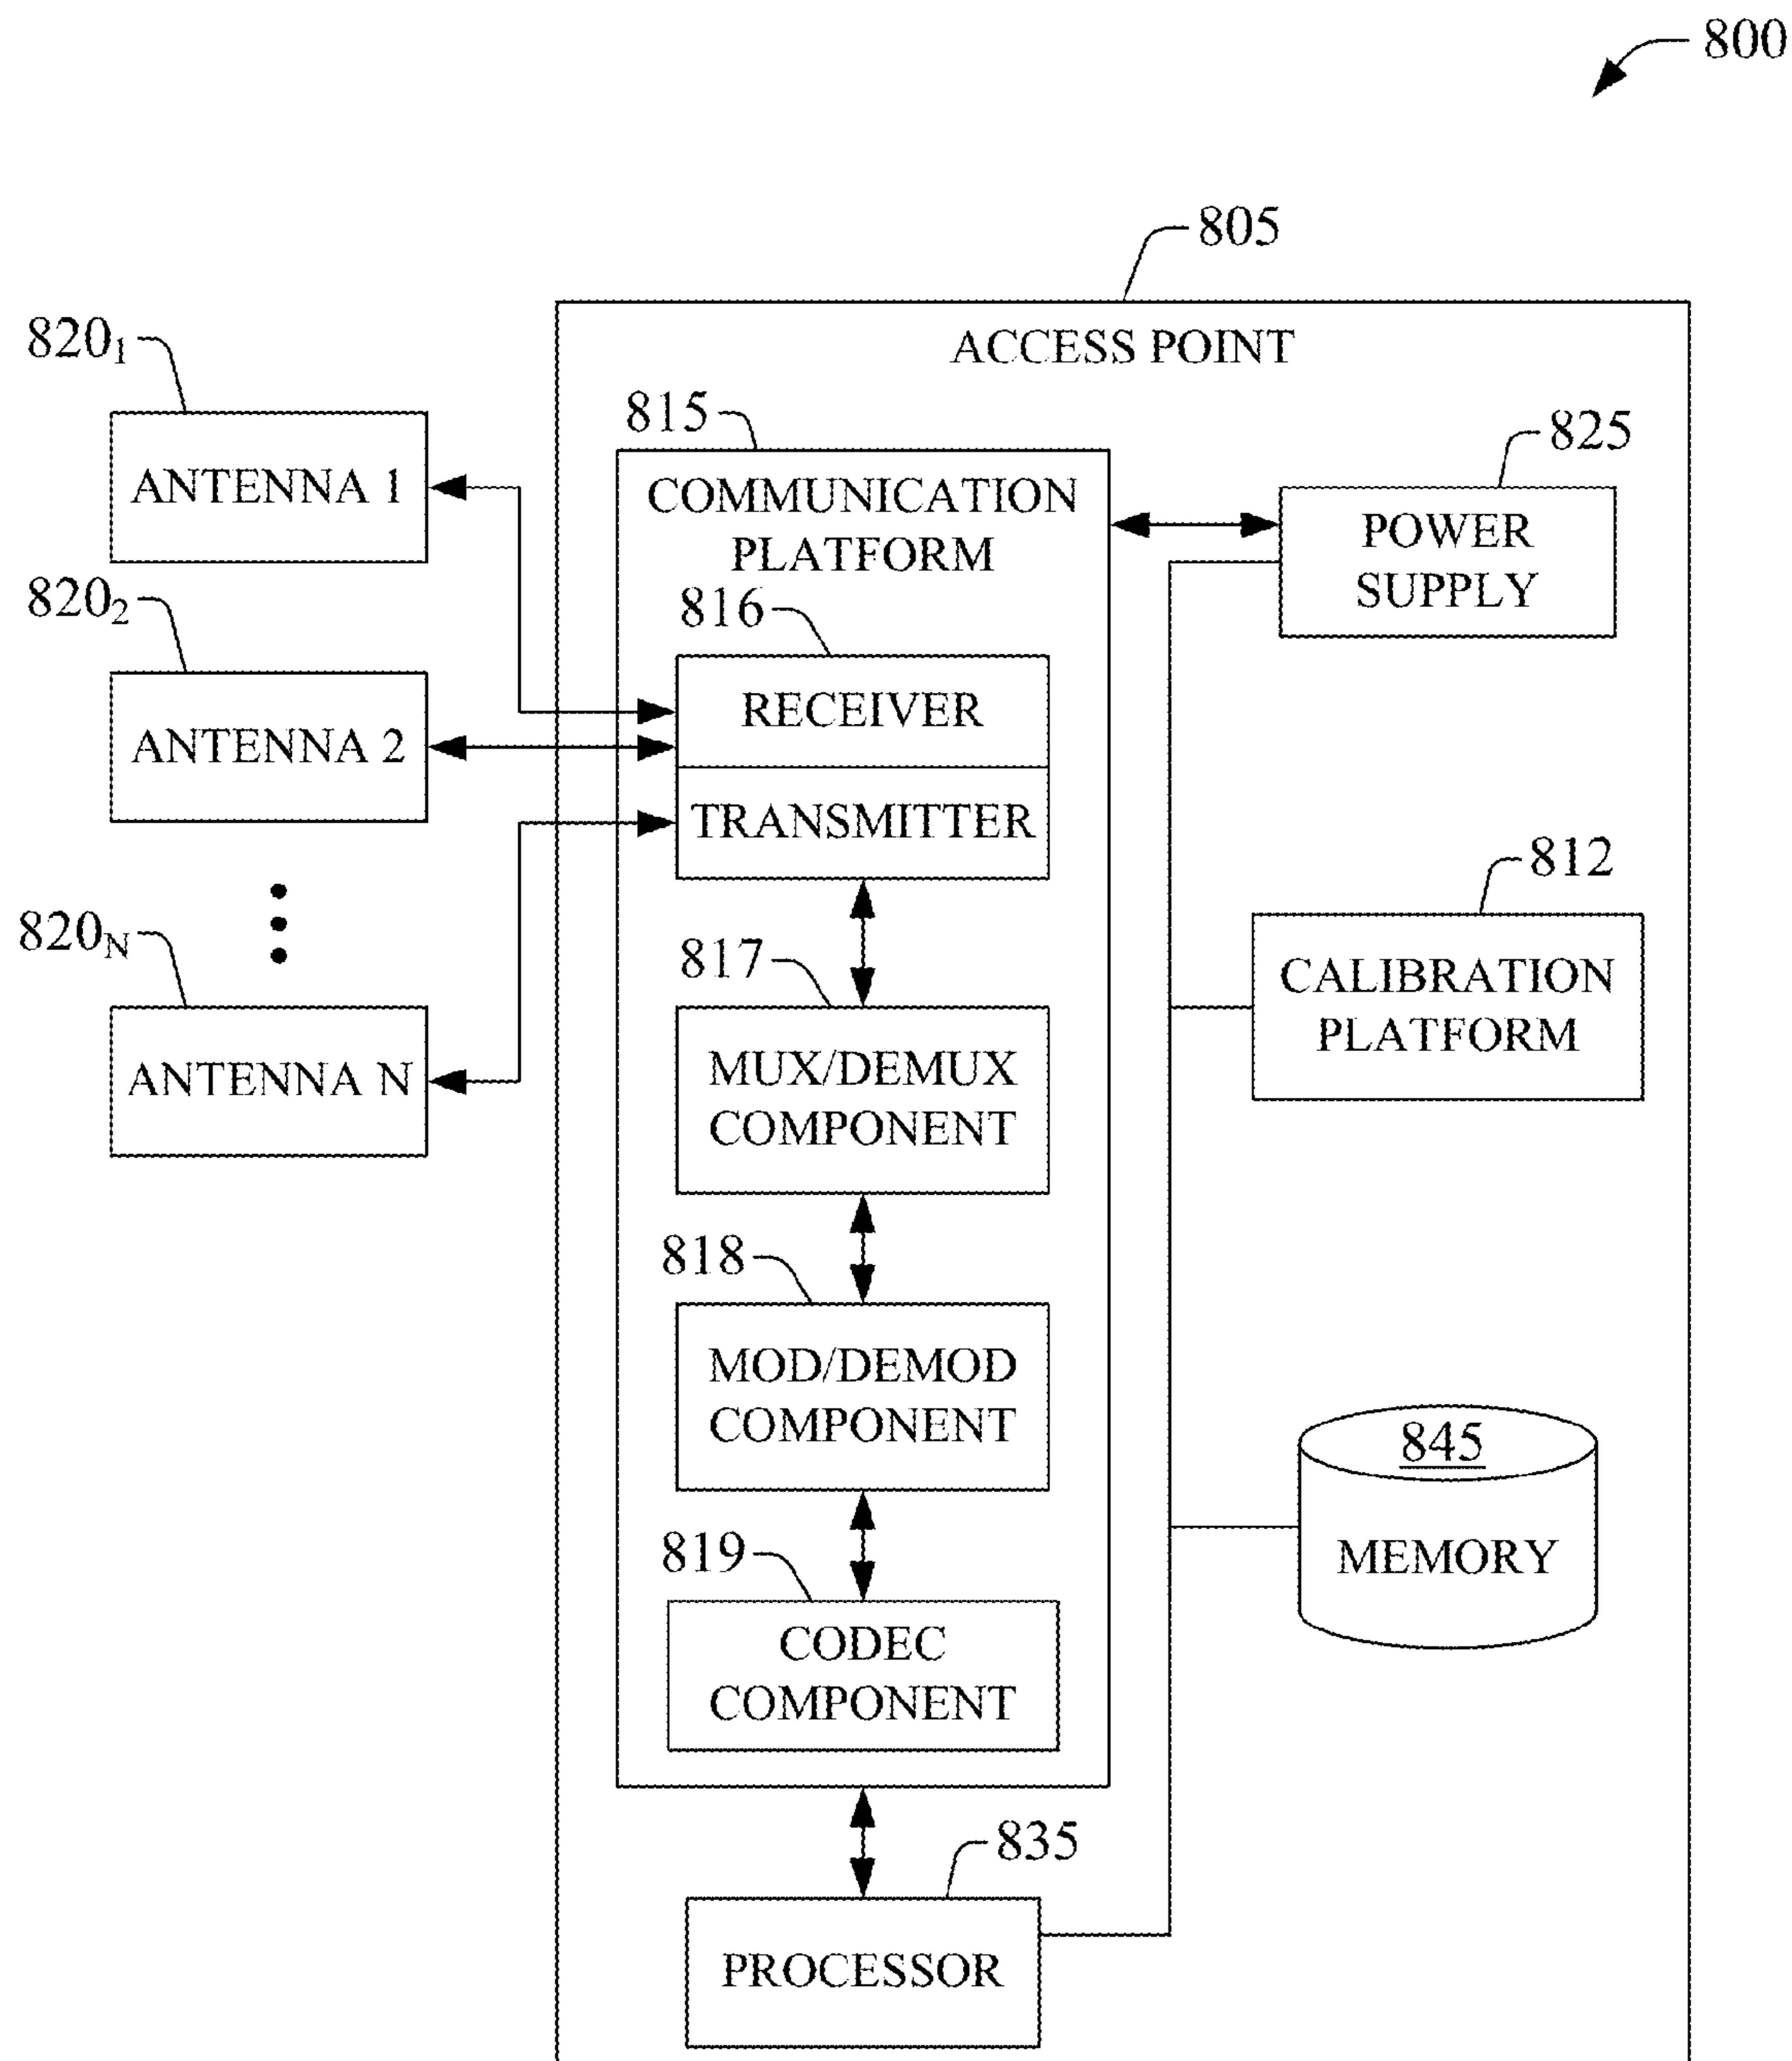 800
805
ACCESS POINT
820₁
ANTENNA 1
815
COMMUNICATION
PLATFORM
825
POWER
SUPPLY
820₂
ANTENNA 2
816
RECEIVER
TRANSMITTER
812
CALIBRATION
PLATFORM
820N
ANTENNA N
817
MUX/DEMUX
COMPONENT
818
MOD/DEMOD
COMPONENT
845
MEMORY
819
CODEC
COMPONENT
835
PROCESSOR